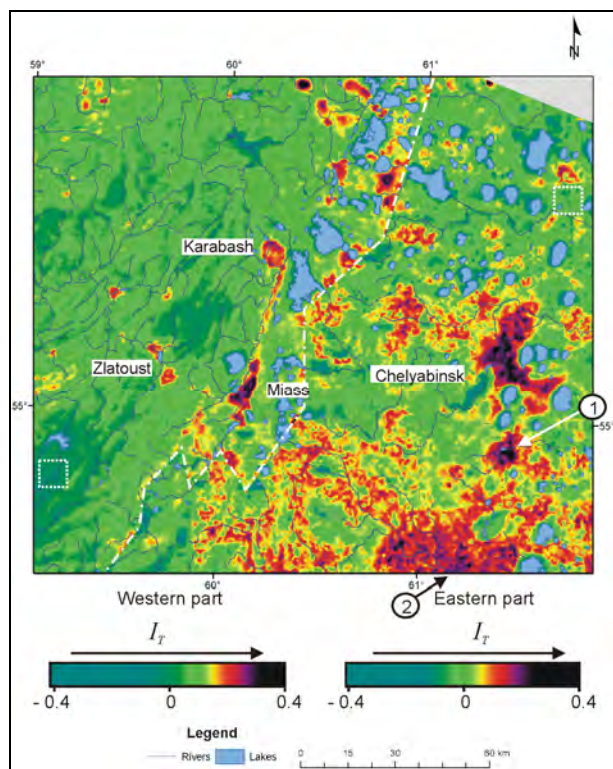 N
59° 60° 61°
Karabash
Zlatoust
Miass
Chelyabinsk
1
55° 55°
60° 61°
Western part 2 Eastern part
I_T I_T
- 0.4 0 0.4 - 0.4 0 0.4
Legend
Rivers Lakes 0 15 30 60 km